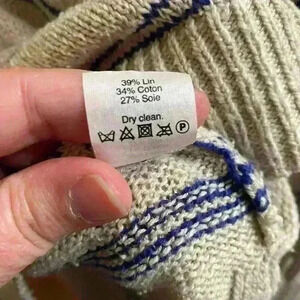 39% Lin
34% Coton
27% Soie
Dry clean.
P